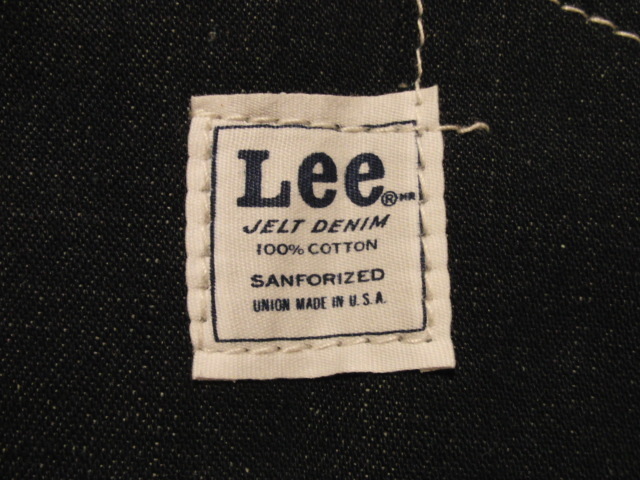 Lee® MR
JELT DENIM
100% COTTON
SANFORIZED
UNION MADE IN U.S.A.